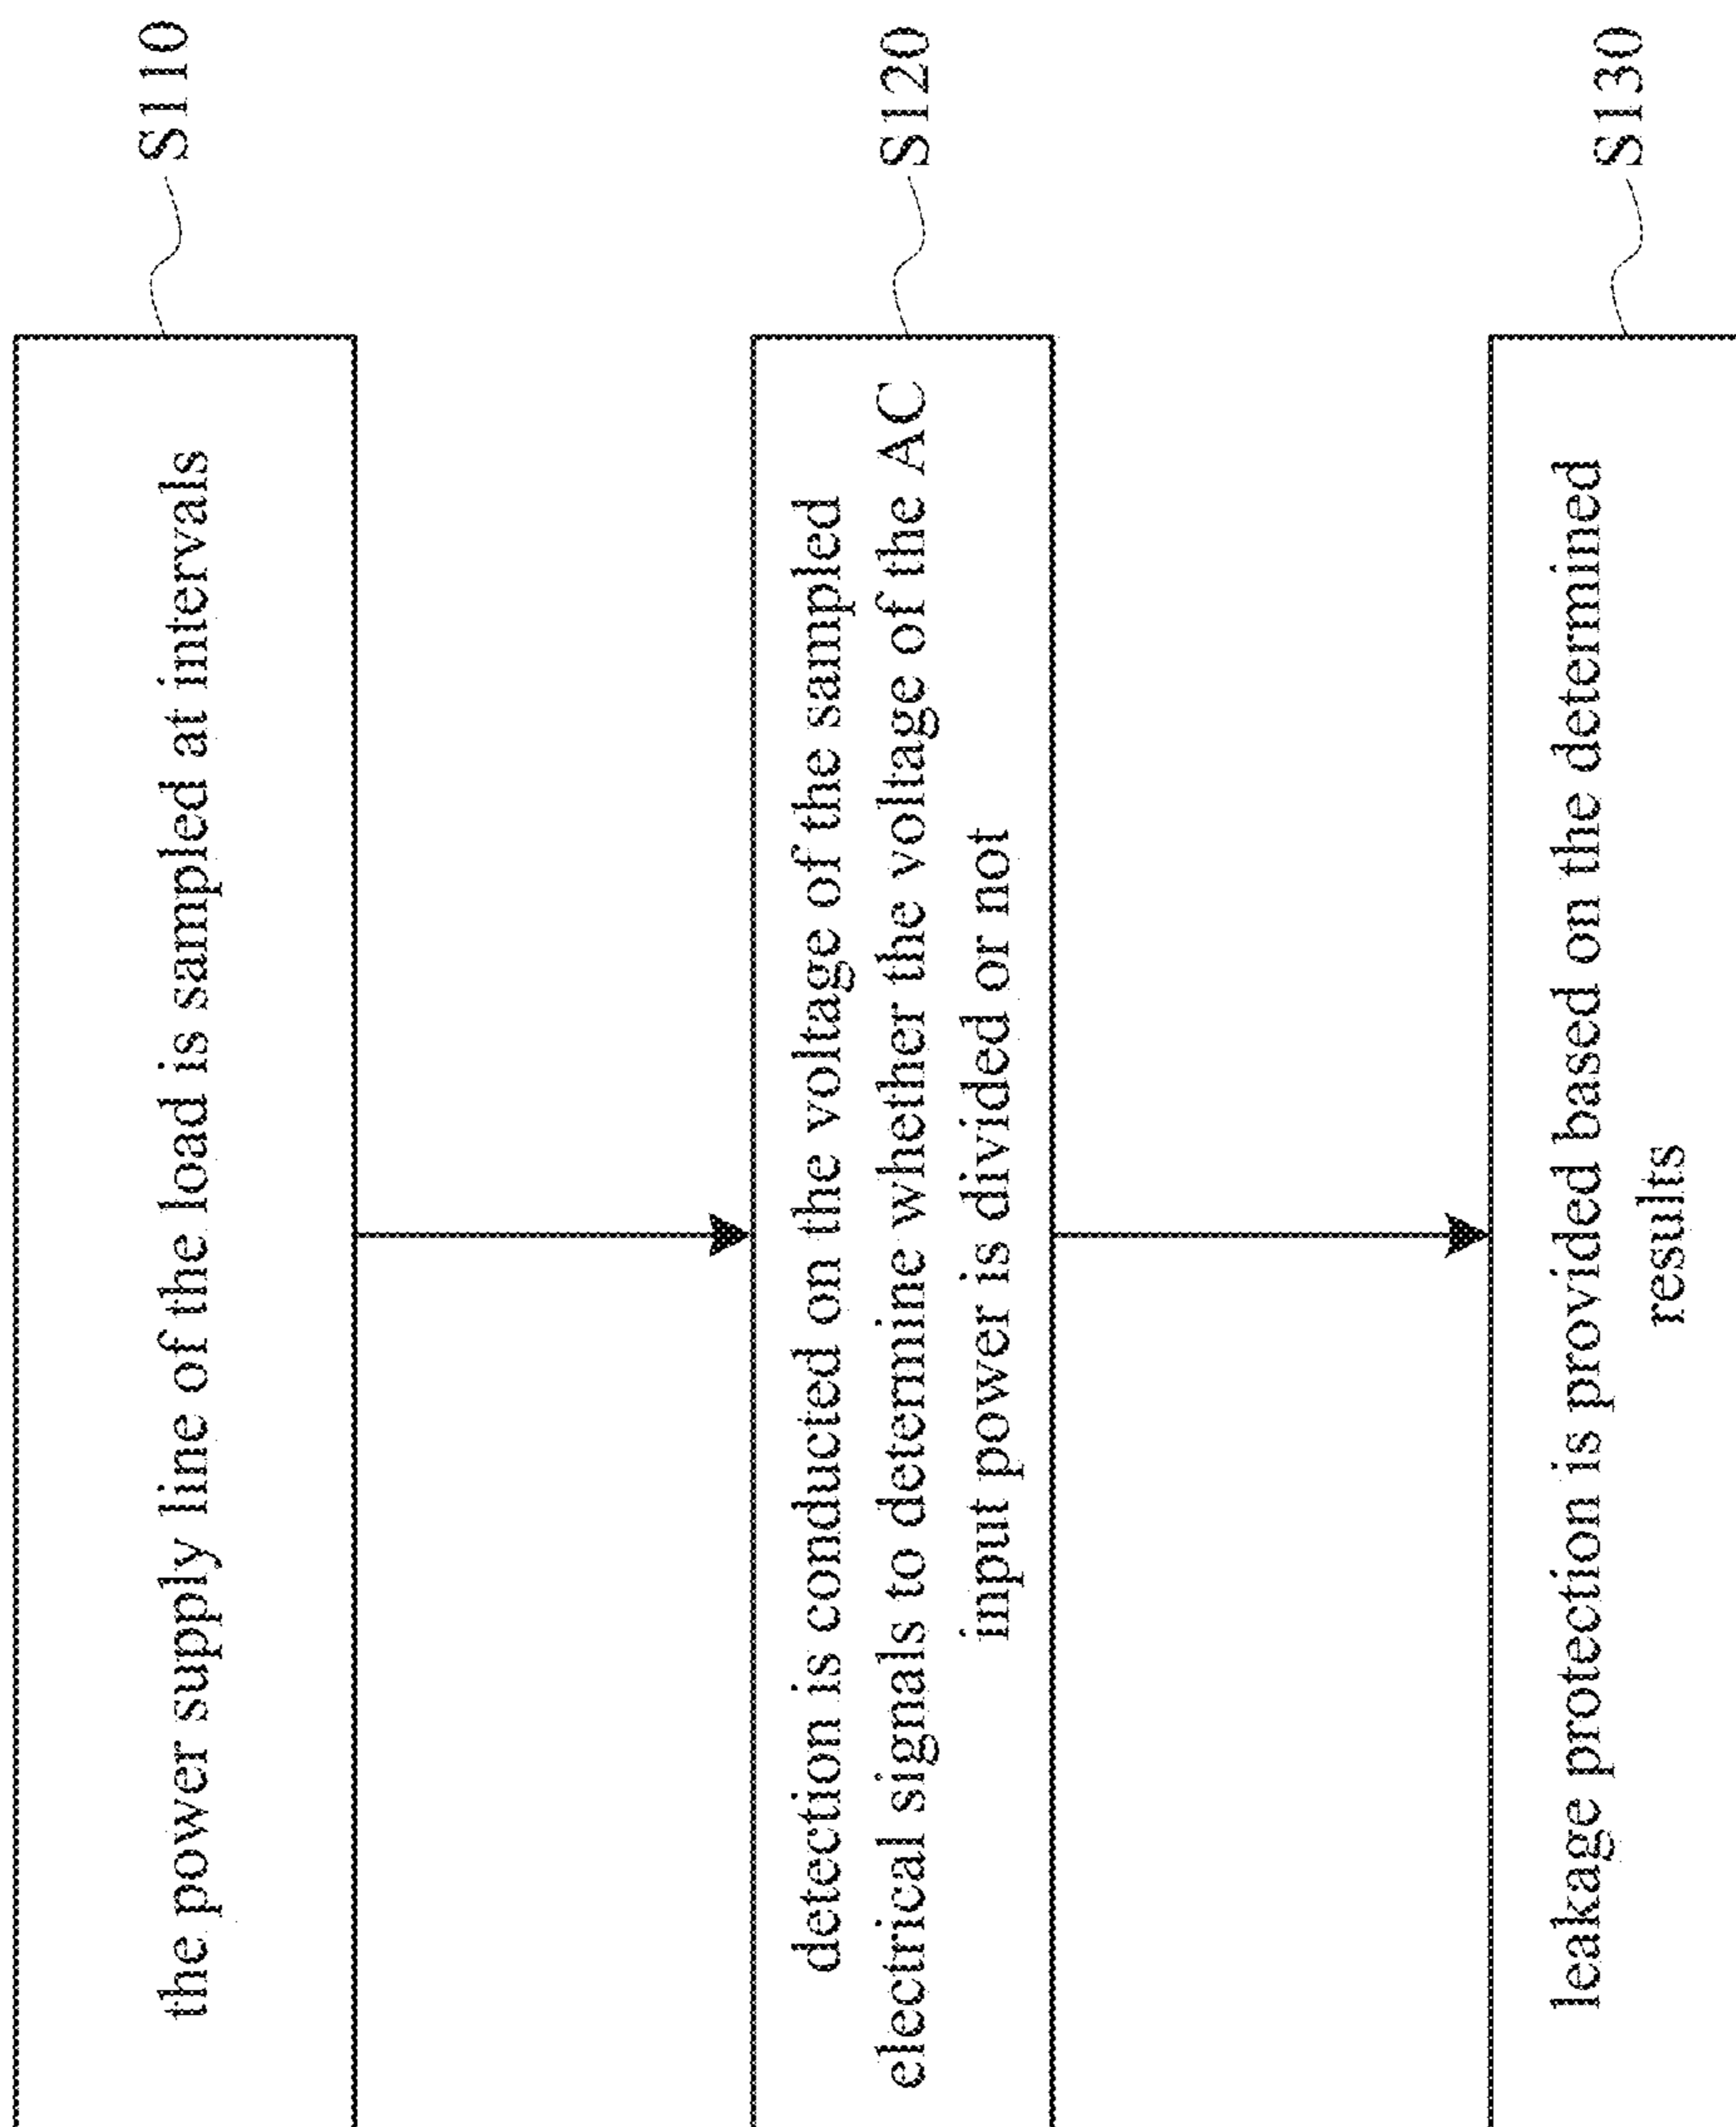 the power supply line of the load is sampled at intervals
S110
detection is conducted on the voltage of the sampled
electrical signals to determine whether the voltage of the AC
input power is divided or not
S120
leakage protection is provided based on the determined
results
S130